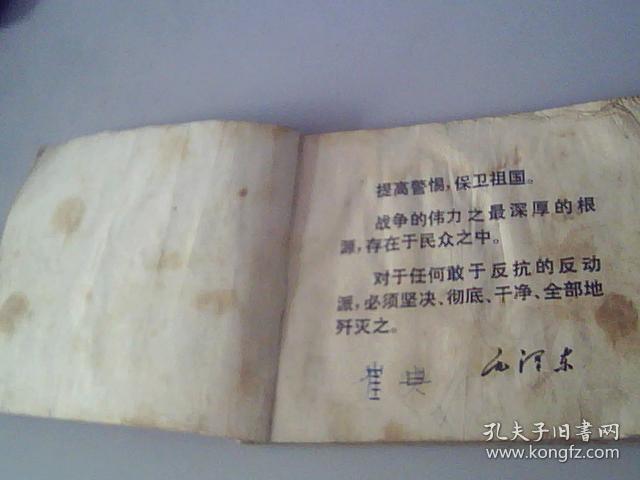 提高警惕，保卫祖国。
战争的伟力之最深厚的根
源，存在于民众之中。
对于任何敢于反抗的反动
派，必须坚决、彻底、干净、全部地
歼灭之。
崔典 毛泽东
孔夫子旧书网
www.kongfz.com